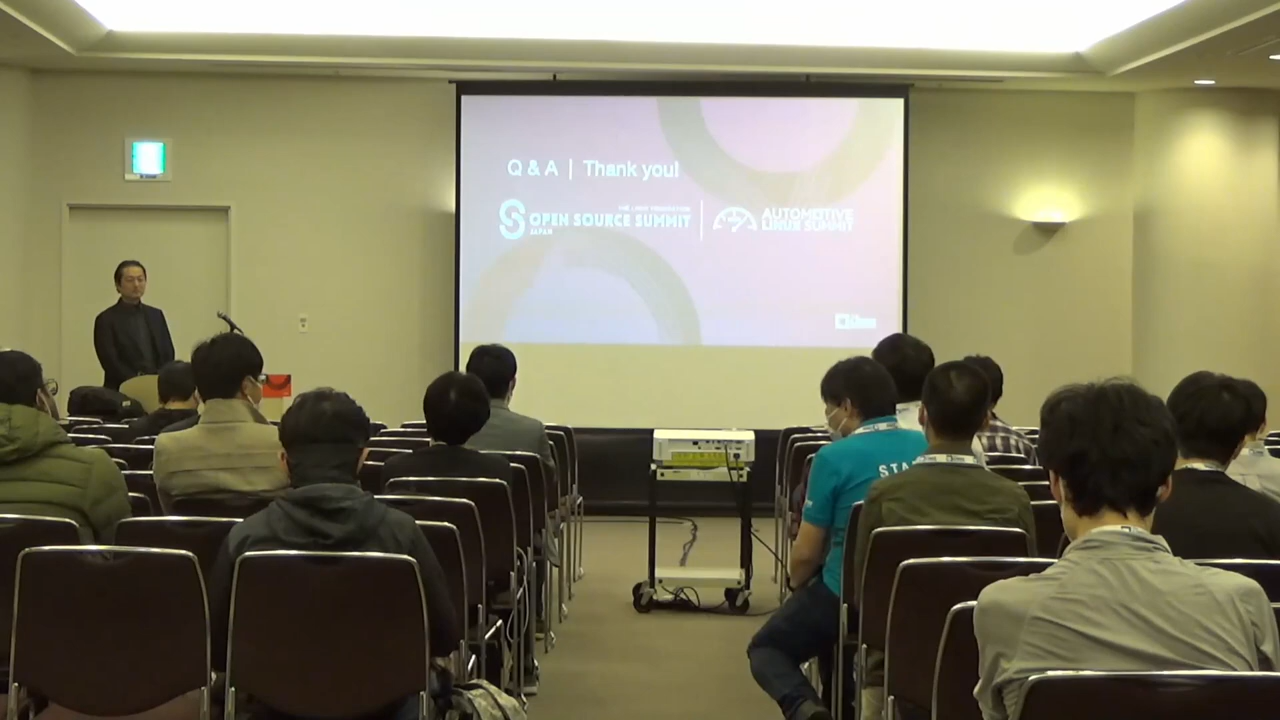 Q & A | Thank you!
THE LINUX FOUNDATION
OPEN SOURCE SUMMIT
JAPAN
AUTOMOTIVE
LINUX SUMMIT
STA